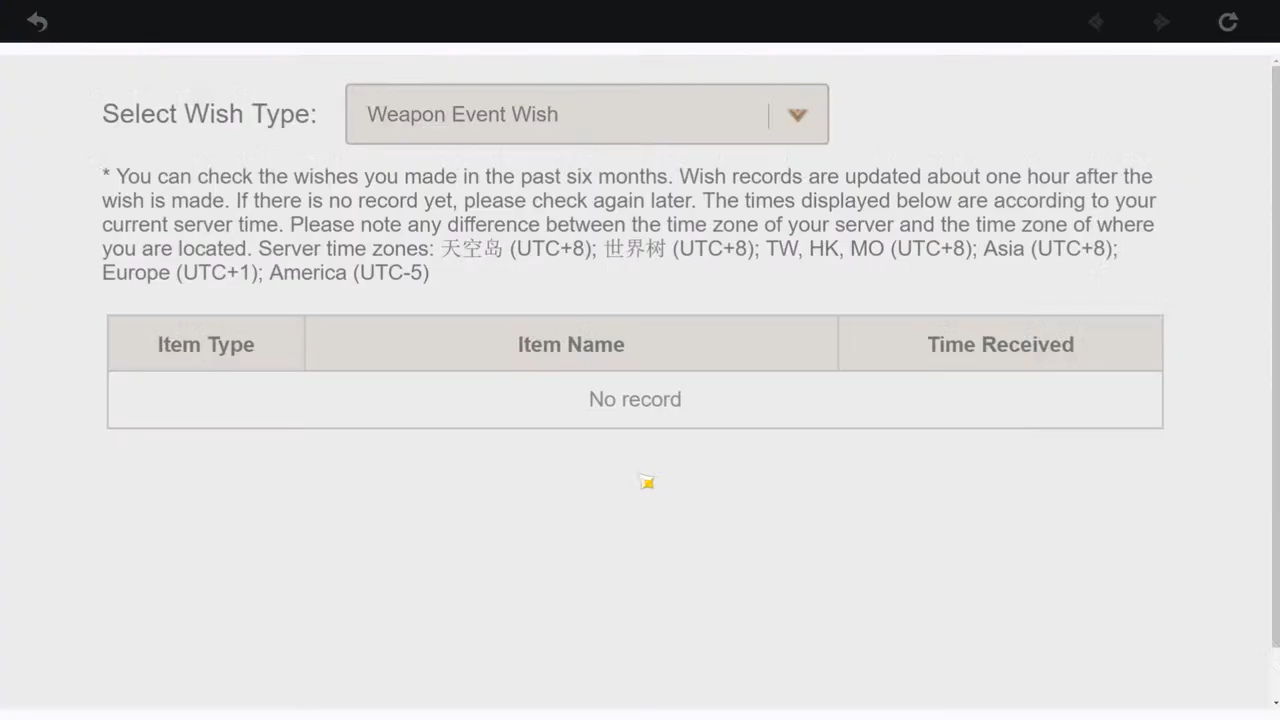 Select Wish Type: Weapon Event Wish
* You can check the wishes you made in the past six months. Wish records are updated about one hour after the
wish is made. If there is no record yet, please check again later. The times displayed below are according to your
current server time. Please note any difference between the time zone of your server and the time zone of where
you are located. Server time zones: 天空岛 (UTC+8); 世界树 (UTC+8); TW, HK, MO (UTC+8); Asia (UTC+8);
Europe (UTC+1); America (UTC-5)
Item Type Item Name Time Received
No record